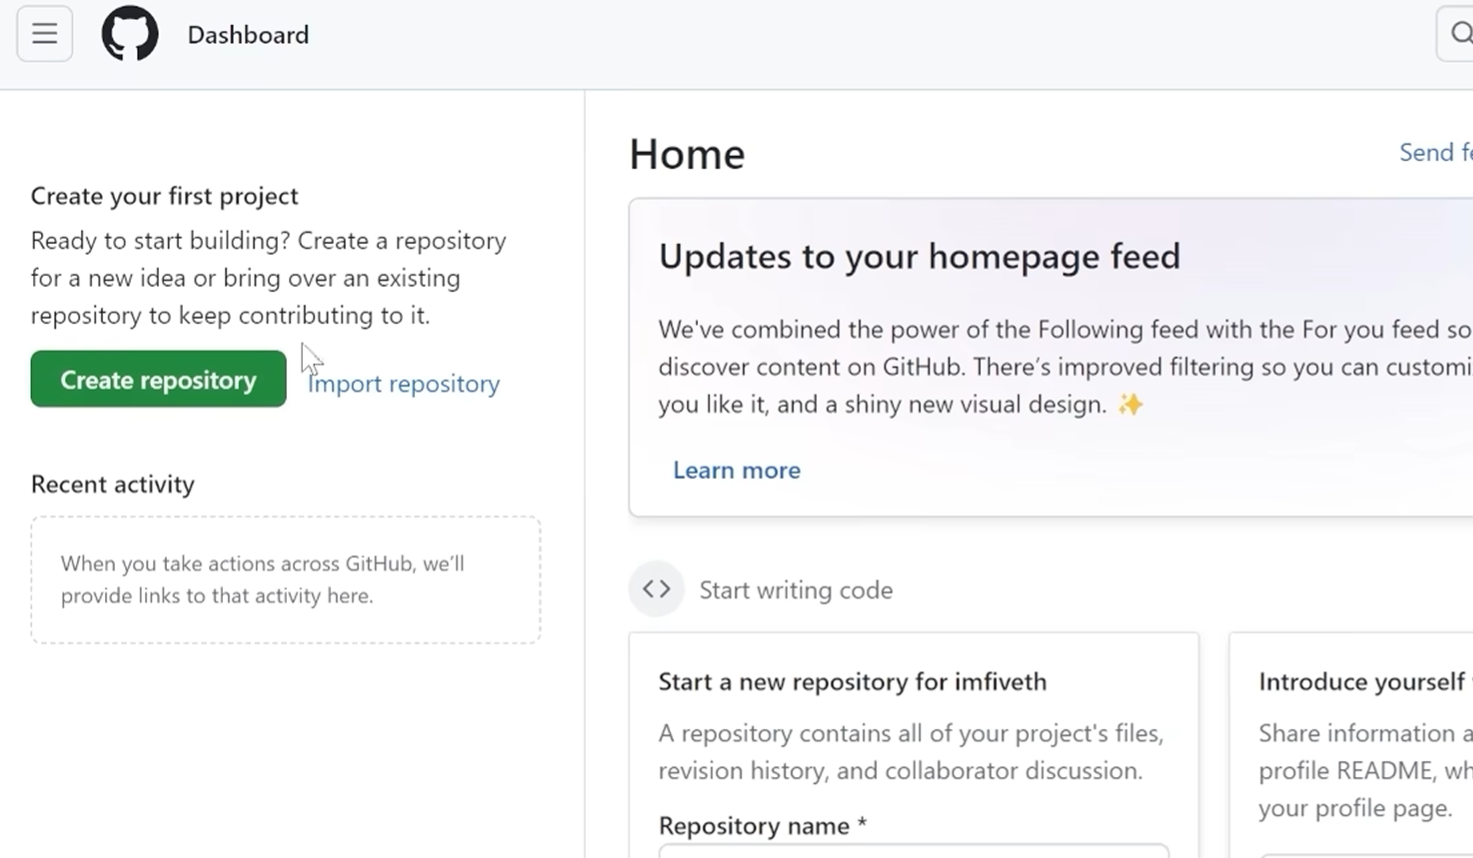 Dashboard
Create your first project
Ready to start building? Create a repository
for a new idea or bring over an existing
repository to keep contributing to it.
Create repository
Import repository
Recent activity
When you take actions across GitHub, we'll
provide links to that activity here.
Home
Send
Updates to your homepage feed
We've combined the power of the Following feed with the For you feed so
discover content on GitHub. There's improved filtering so you can
you like it, and a shiny new visual design. ✨
Learn more
Start writing code
Start a new repository for imfiveth
A repository contains all of your project's files,
revision history, and collaborator discussion.
Repository name *
Introduce yourself
Share information
profile README,
your profile page.